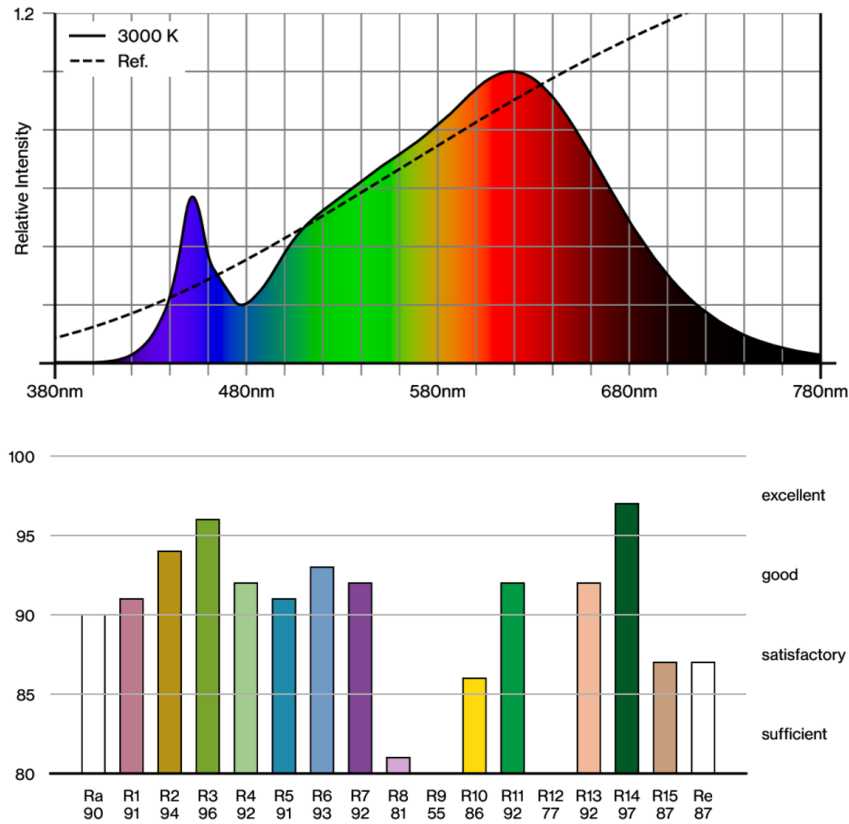 1.2
3000 K
Ref.
Relative Intensity
380nm 480nm 580nm 680nm 780nm
100
excellent
95
good
90
satisfactory
85
sufficient
80
Ra R1 R2 R3 R4 R5 R6 R7 R8 R9 R10 R11 R12 R13 R14 R15 Re
90 91 94 96 92 91 93 92 81 55 86 92 77 92 97 87 87